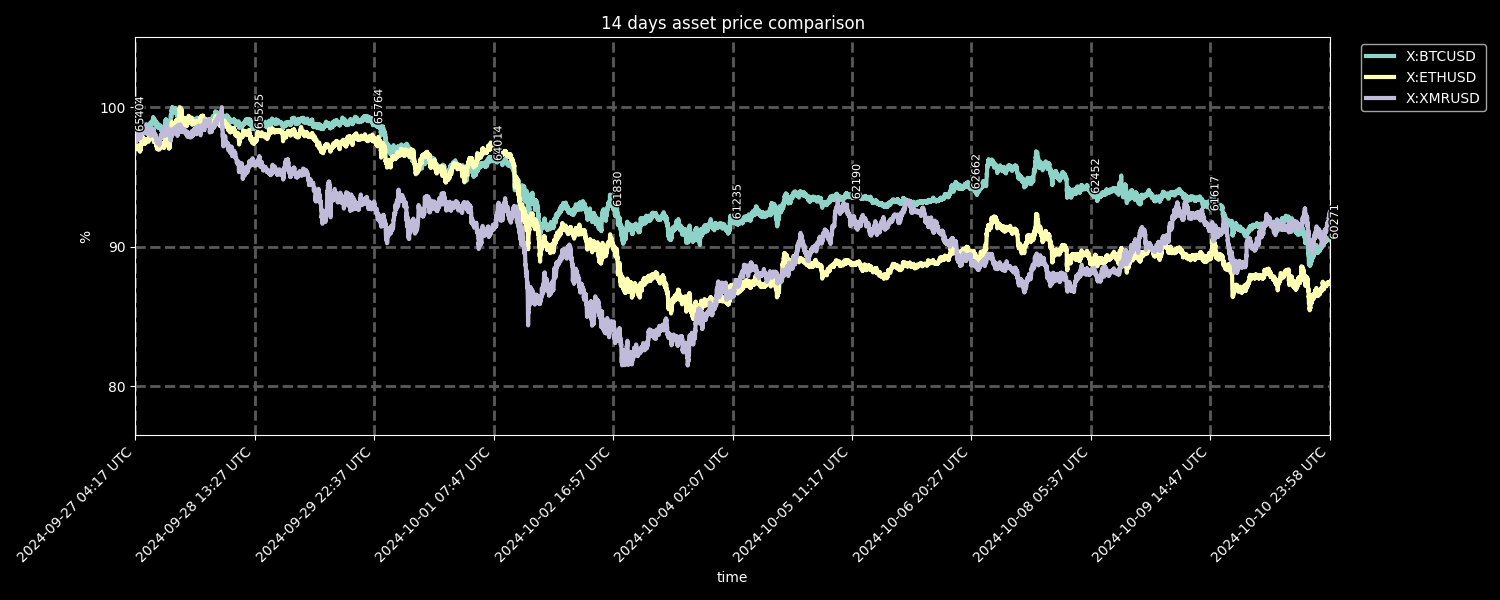 14 days asset price comparison
X:BTCUSD
X:ETHUSD
X:XMRUSD
%
100
90
80
65404
65525
65764
64014
61830
61235
62190
62662
62452
61617
60271
2024-09-27 04:17 UTC
2024-09-28 13:27 UTC
2024-09-29 22:37 UTC
2024-10-01 07:47 UTC
2024-10-02 16:57 UTC
2024-10-04 02:07 UTC
2024-10-05 11:17 UTC
2024-10-06 20:27 UTC
2024-10-08 05:37 UTC
2024-10-09 14:47 UTC
2024-10-10 23:58 UTC
time